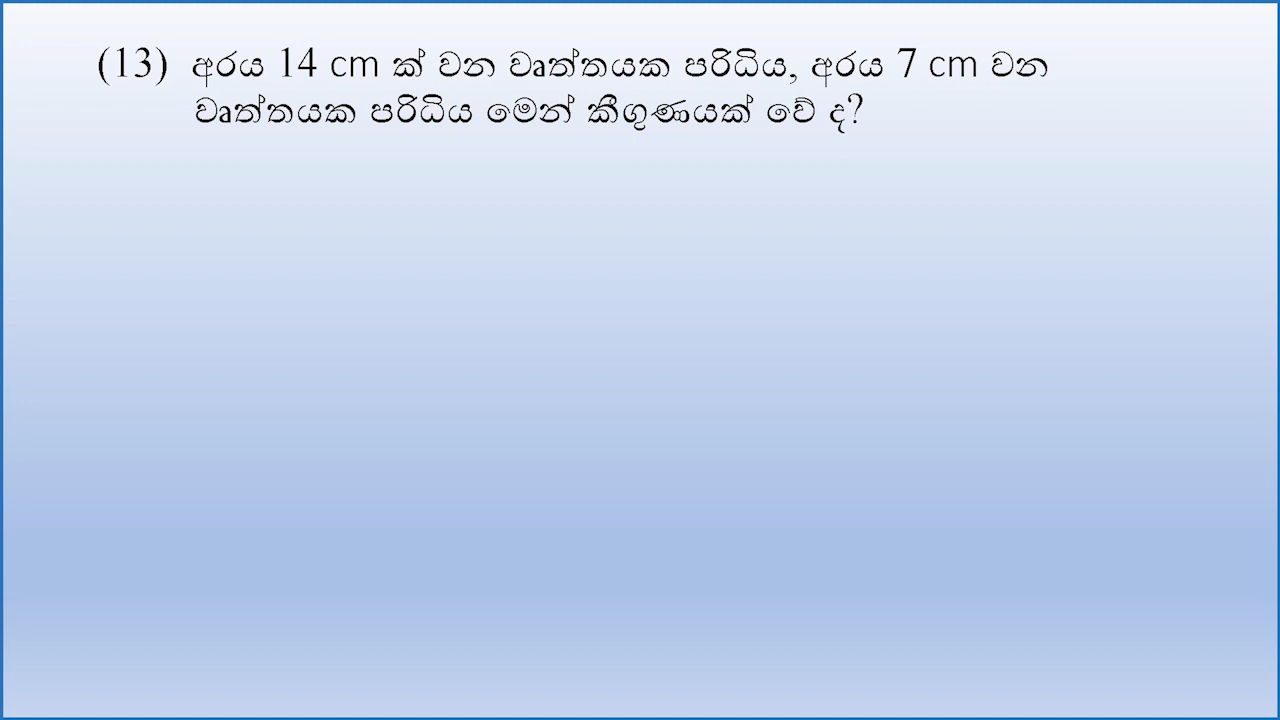 (13) අරය 14 cm ක් වන වෘත්තයක පරිධිය, අරය 7 cm වන
වෘත්තයක පරිධිය මෙන් කීගුණයක් වේ ද?